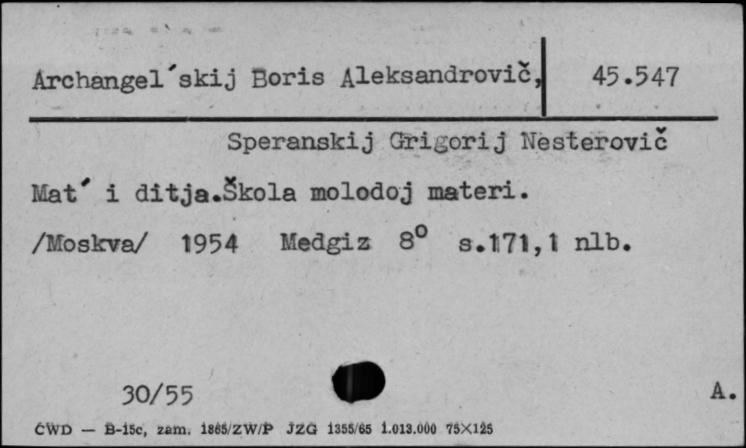 Archangel´skij Boris Aleksandrovič, 45.547
Speranskij Grigorij Nesterovič
Mat´ i ditja.Škola molodoj materi.
/Moskva/ 1954 Medgiz 8° s.171,1 nlb.
30/55 A.
ĆWD — B-15c, zam. 1865/ZW/P JZG 1355/65 1.013.000 75×125